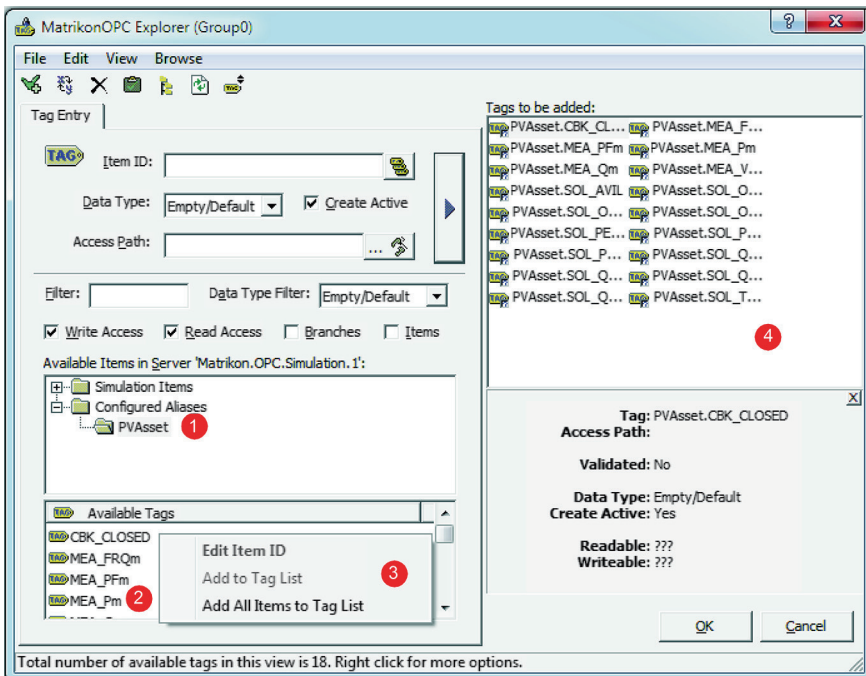 MatrikonOPC Explorer (Group0)
File Edit View Browse
Tag Entry
TAG
Item ID:
Data Type: Empty/Default Create Active
Access Path: ...
Filter: Data Type Filter: Empty/Default
Write Access Read Access Branches Items
Available Items in Server 'Matrikon.OPC.Simulation.1':
Simulation Items
Configured Aliases
PVAsset 1
Available Tags
CBK_CLOSED
MEA_FRQm
MEA_PFm
MEA_Pm 2
Edit Item ID
Add to Tag List 3
Add All Items to Tag List
Tags to be added:
PVAsset.CBK_CL... PVAsset.MEA_F...
PVAsset.MEA_PFm PVAsset.MEA_Pm
PVAsset.MEA_Qm PVAsset.MEA_V...
PVAsset.SOL_AVIL PVAsset.SOL_O...
PVAsset.SOL_O... PVAsset.SOL_O...
PVAsset.SOL_PE... PVAsset.SOL_P...
PVAsset.SOL_P... PVAsset.SOL_Q...
PVAsset.SOL_Q... PVAsset.SOL_Q...
PVAsset.SOL_Q... PVAsset.SOL_T...
4
Tag: PVAsset.CBK_CLOSED
Access Path:
Validated: No
Data Type: Empty/Default
Create Active: Yes
Readable: ???
Writeable: ???
OK Cancel
Total number of available tags in this view is 18. Right click for more options.